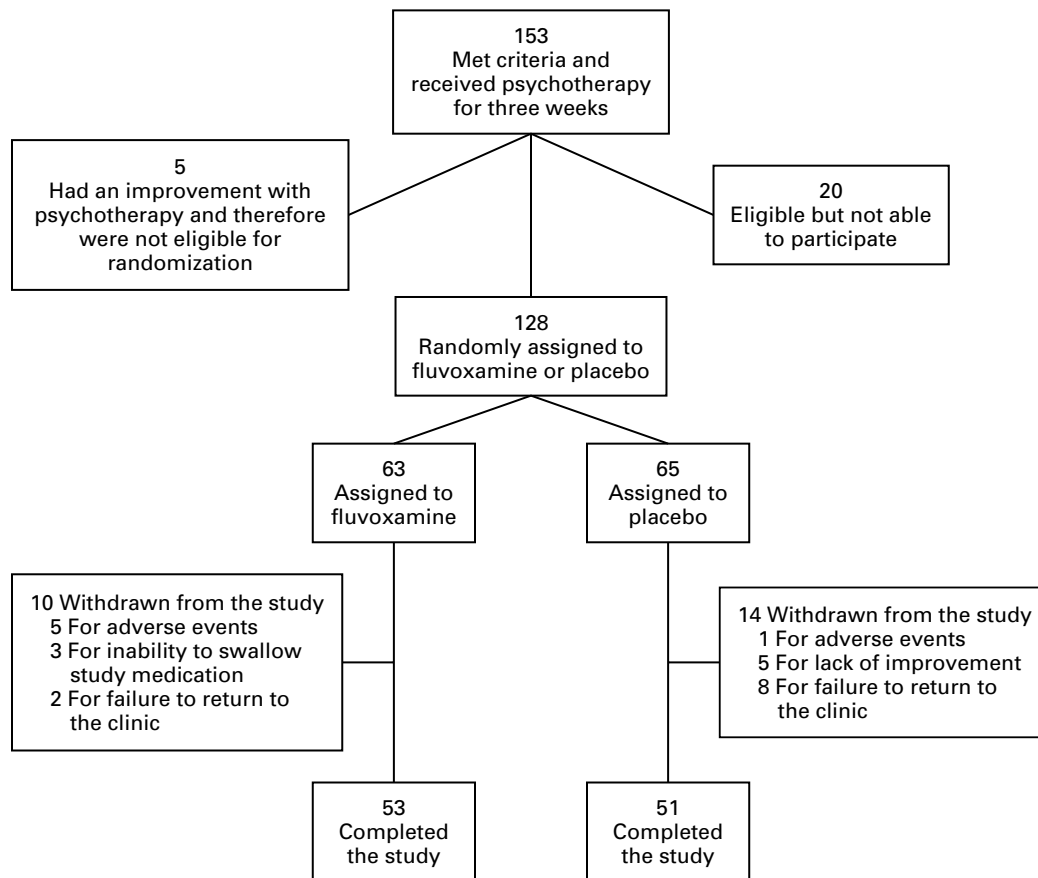 153
Met criteria and
received psychotherapy
for three weeks
5
Had an improvement with
psychotherapy and therefore
were not eligible for
randomization
20
Eligible but not able
to participate
128
Randomly assigned to
fluvoxamine or placebo
63
Assigned to
fluvoxamine
65
Assigned to
placebo
10 Withdrawn from the study
5 For adverse events
3 For inability to swallow
study medication
2 For failure to return to
the clinic
14 Withdrawn from the study
1 For adverse events
5 For lack of improvement
8 For failure to return to
the clinic
53
Completed
the study
51
Completed
the study